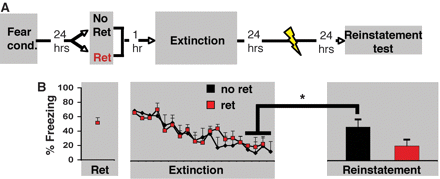 A
Fear cond.
24 hrs
No Ret
Ret
1 hr
Extinction
24 hrs
24 hrs
Reinstatement test
B
% Freezing
100
80
60
40
20
0
Ret
no ret
ret
Extinction
*
Reinstatement